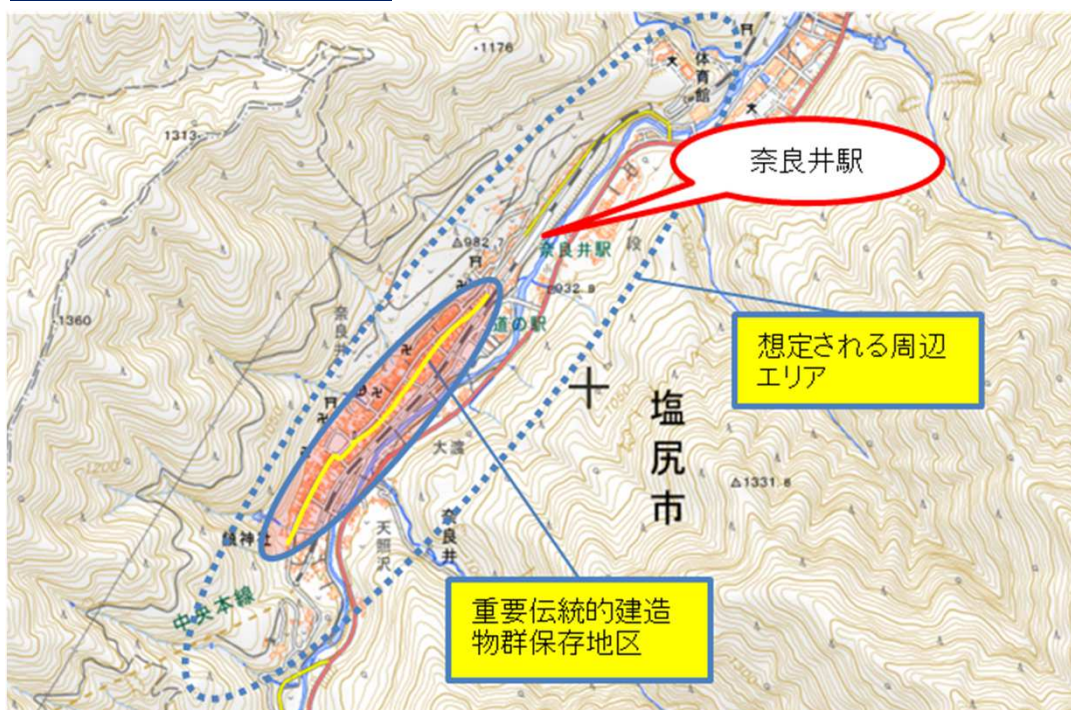 ・1176
体育館
1313
奈良井駅
△982.7
奈良井駅
段
932.9
1360
奈良井
道の駅
想定される周辺
エリア
塩尻市
大澹
△1331.8
鎮神社
天照沢
奈良井
中央本線
重要伝統的建造
物群保存地区